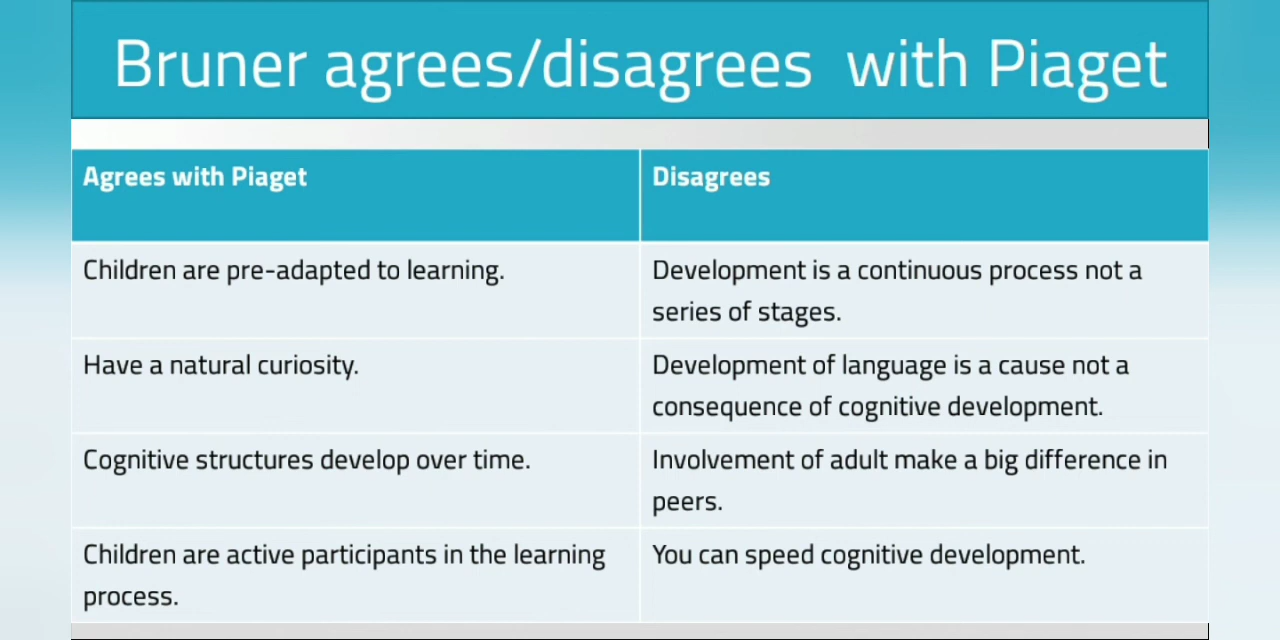 Bruner agrees/disagrees with Piaget
Agrees with Piaget
Disagrees
Children are pre-adapted to learning.
Development is a continuous process not a
series of stages.
Have a natural curiosity.
Development of language is a cause not a
consequence of cognitive development.
Cognitive structures develop over time.
Involvement of adult make a big difference in
peers.
Children are active participants in the learning
process.
You can speed cognitive development.